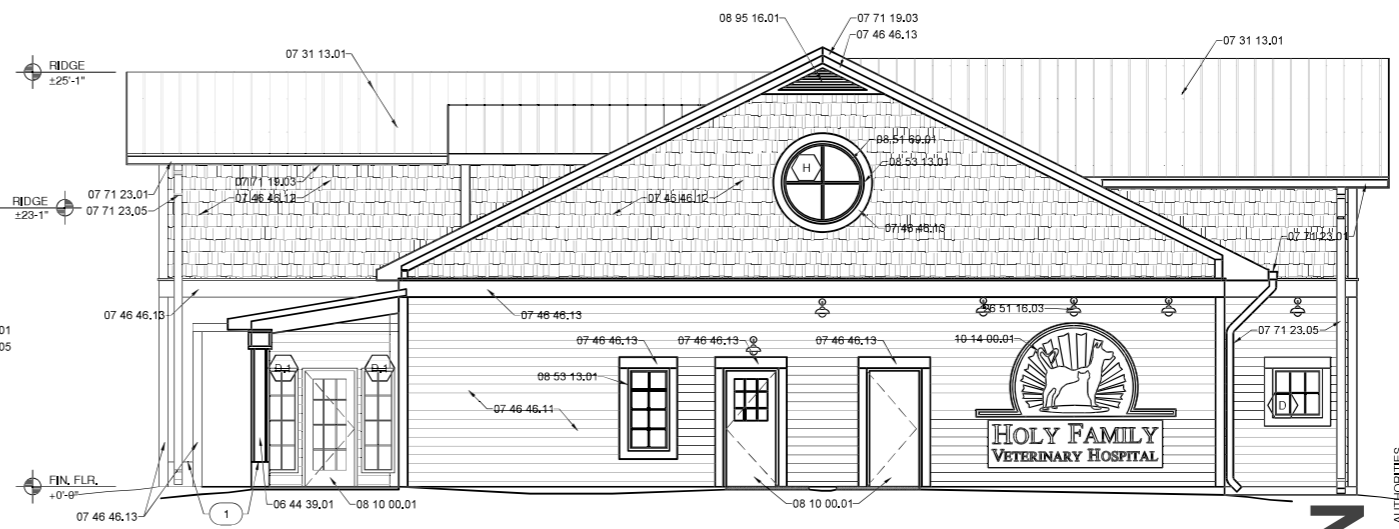 08 95 16.01
07 71 19.03
07 46 46.13
07 31 13.01
07 31 13.01
RIDGE
±25'-1"
08 51 69.01
08 53 13.01
H
07 71 19.03
07 46 46.12
07 46 46.12
07 71 23.01
07 71 23.05
RIDGE
±23-1"
07 46 46.13
07 71 23.01
07 46 46.13
07 46 46.13
01
05
07 71 23.05
10 14 00.01
07 46 46.13
07 46 46.13
07 46 46.13
08 53 13.01
D-1
D-1
07 46 46.11
D
HOLY FAMILY
VETERINARY HOSPITAL
FIN. FLR.
+0'-0"
07 46 46.13
1
06 44 39.01
08 10 00.01
08 10 00.01
AUTHORITIES